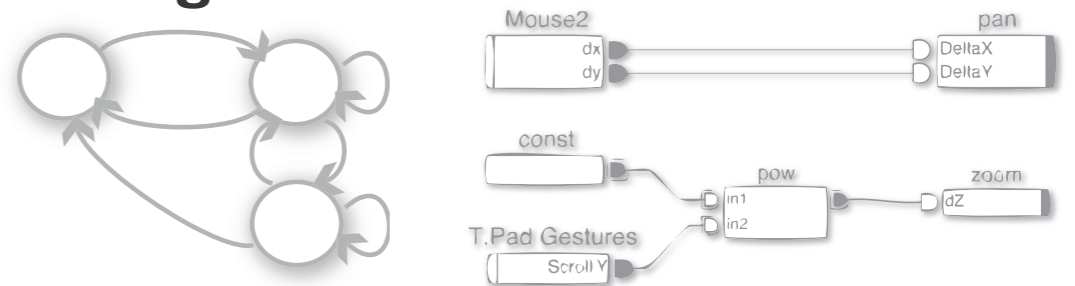 Mouse2
dx
dy
pan
DeltaX
DeltaY
const
pow
in1
in2
zoom
dZ
T.Pad Gestures
Scroll Y